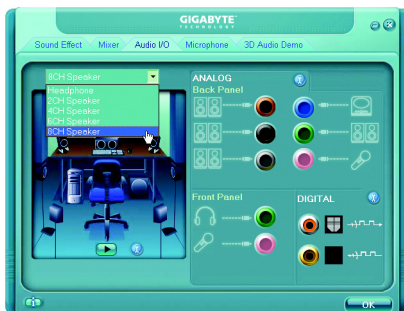 GIGABYTE
TECHNOLOGY
Sound Effect Mixer Audio I/O Microphone 3D Audio Demo
8CH Speaker
Headphone
2CH Speaker
4CH Speaker
6CH Speaker
8CH Speaker
ANALOG
Back Panel
Front Panel
DIGITAL
OK